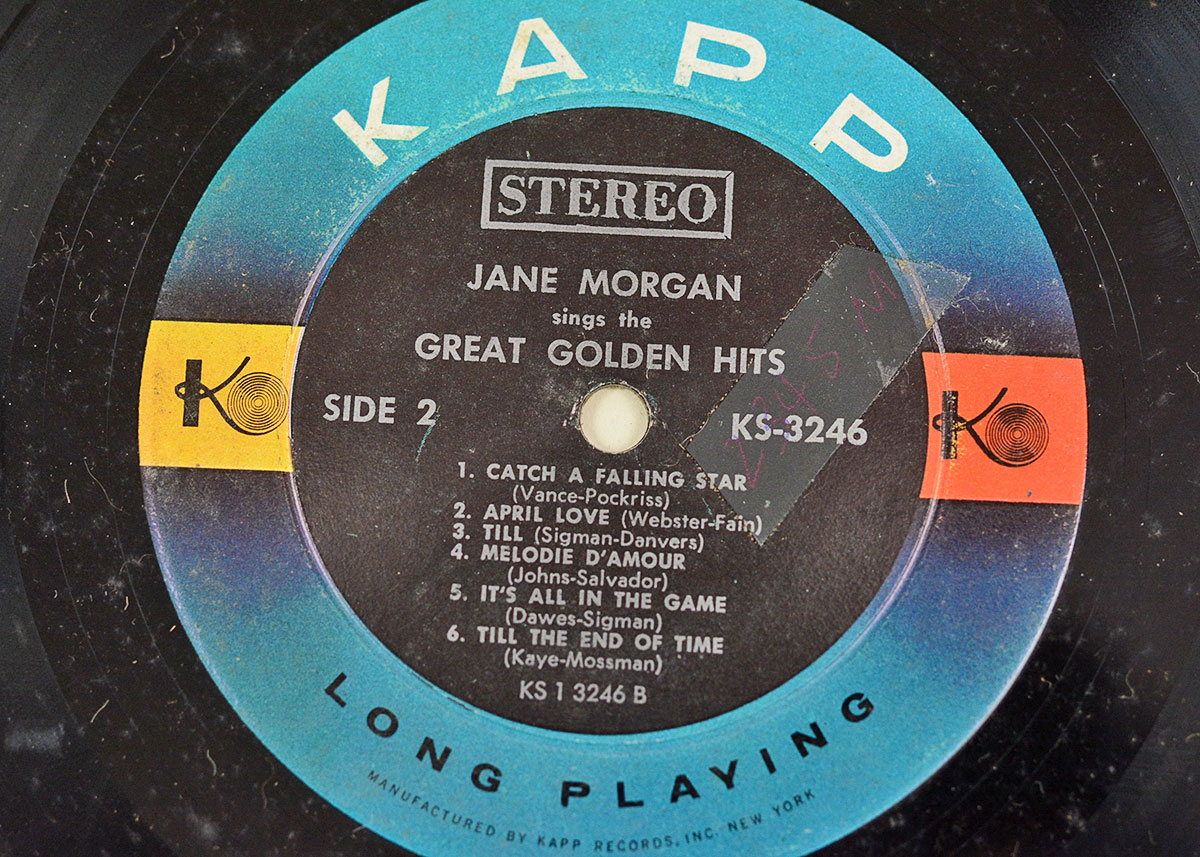 KAPP
STEREO
JANE MORGAN
sings the
GREAT GOLDEN HITS
SIDE 2
KS-3246
1. CATCH A FALLING STAR
(Vance-Pockriss)
2. APRIL LOVE (Webster-Fain)
3. TILL (Sigman-Danvers)
4. MELODIE D'AMOUR
(Johns-Salvador)
5. IT'S ALL IN THE GAME
(Dawes-Sigman)
6. TILL THE END OF TIME
(Kaye-Mossman)
KS 1 3246 B
LONG PLAYING
MANUFACTURED BY KAPP RECORDS, INC. NEW YORK